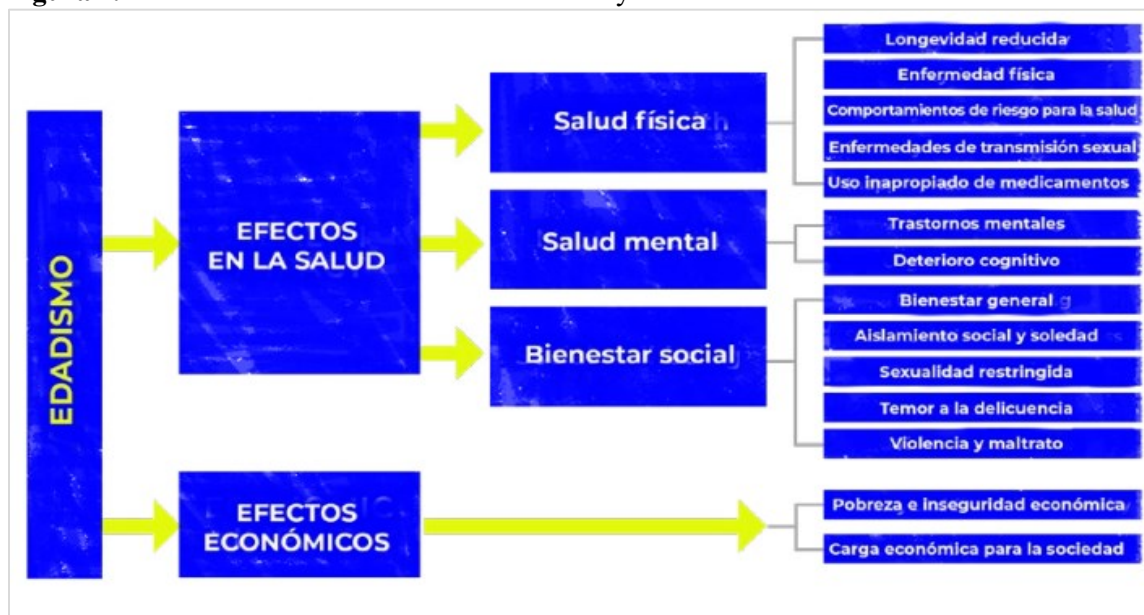 EDADISMO
EFECTOS
EN LA SALUD
Salud física
Longevidad reducida
Enfermedad física
Comportamientos de riesgo para la salud
Enfermedades de transmisión sexual
Uso inapropiado de medicamentos
Salud mental
Trastornos mentales
Deterioro cognitivo
Bienestar social
Bienestar general
Aislamiento social y soledad
Sexualidad restringida
Temor a la delicuencia
Violencia y maltrato
EFECTOS
ECONÓMICOS
Pobreza e inseguridad económica
Carga económica para la sociedad